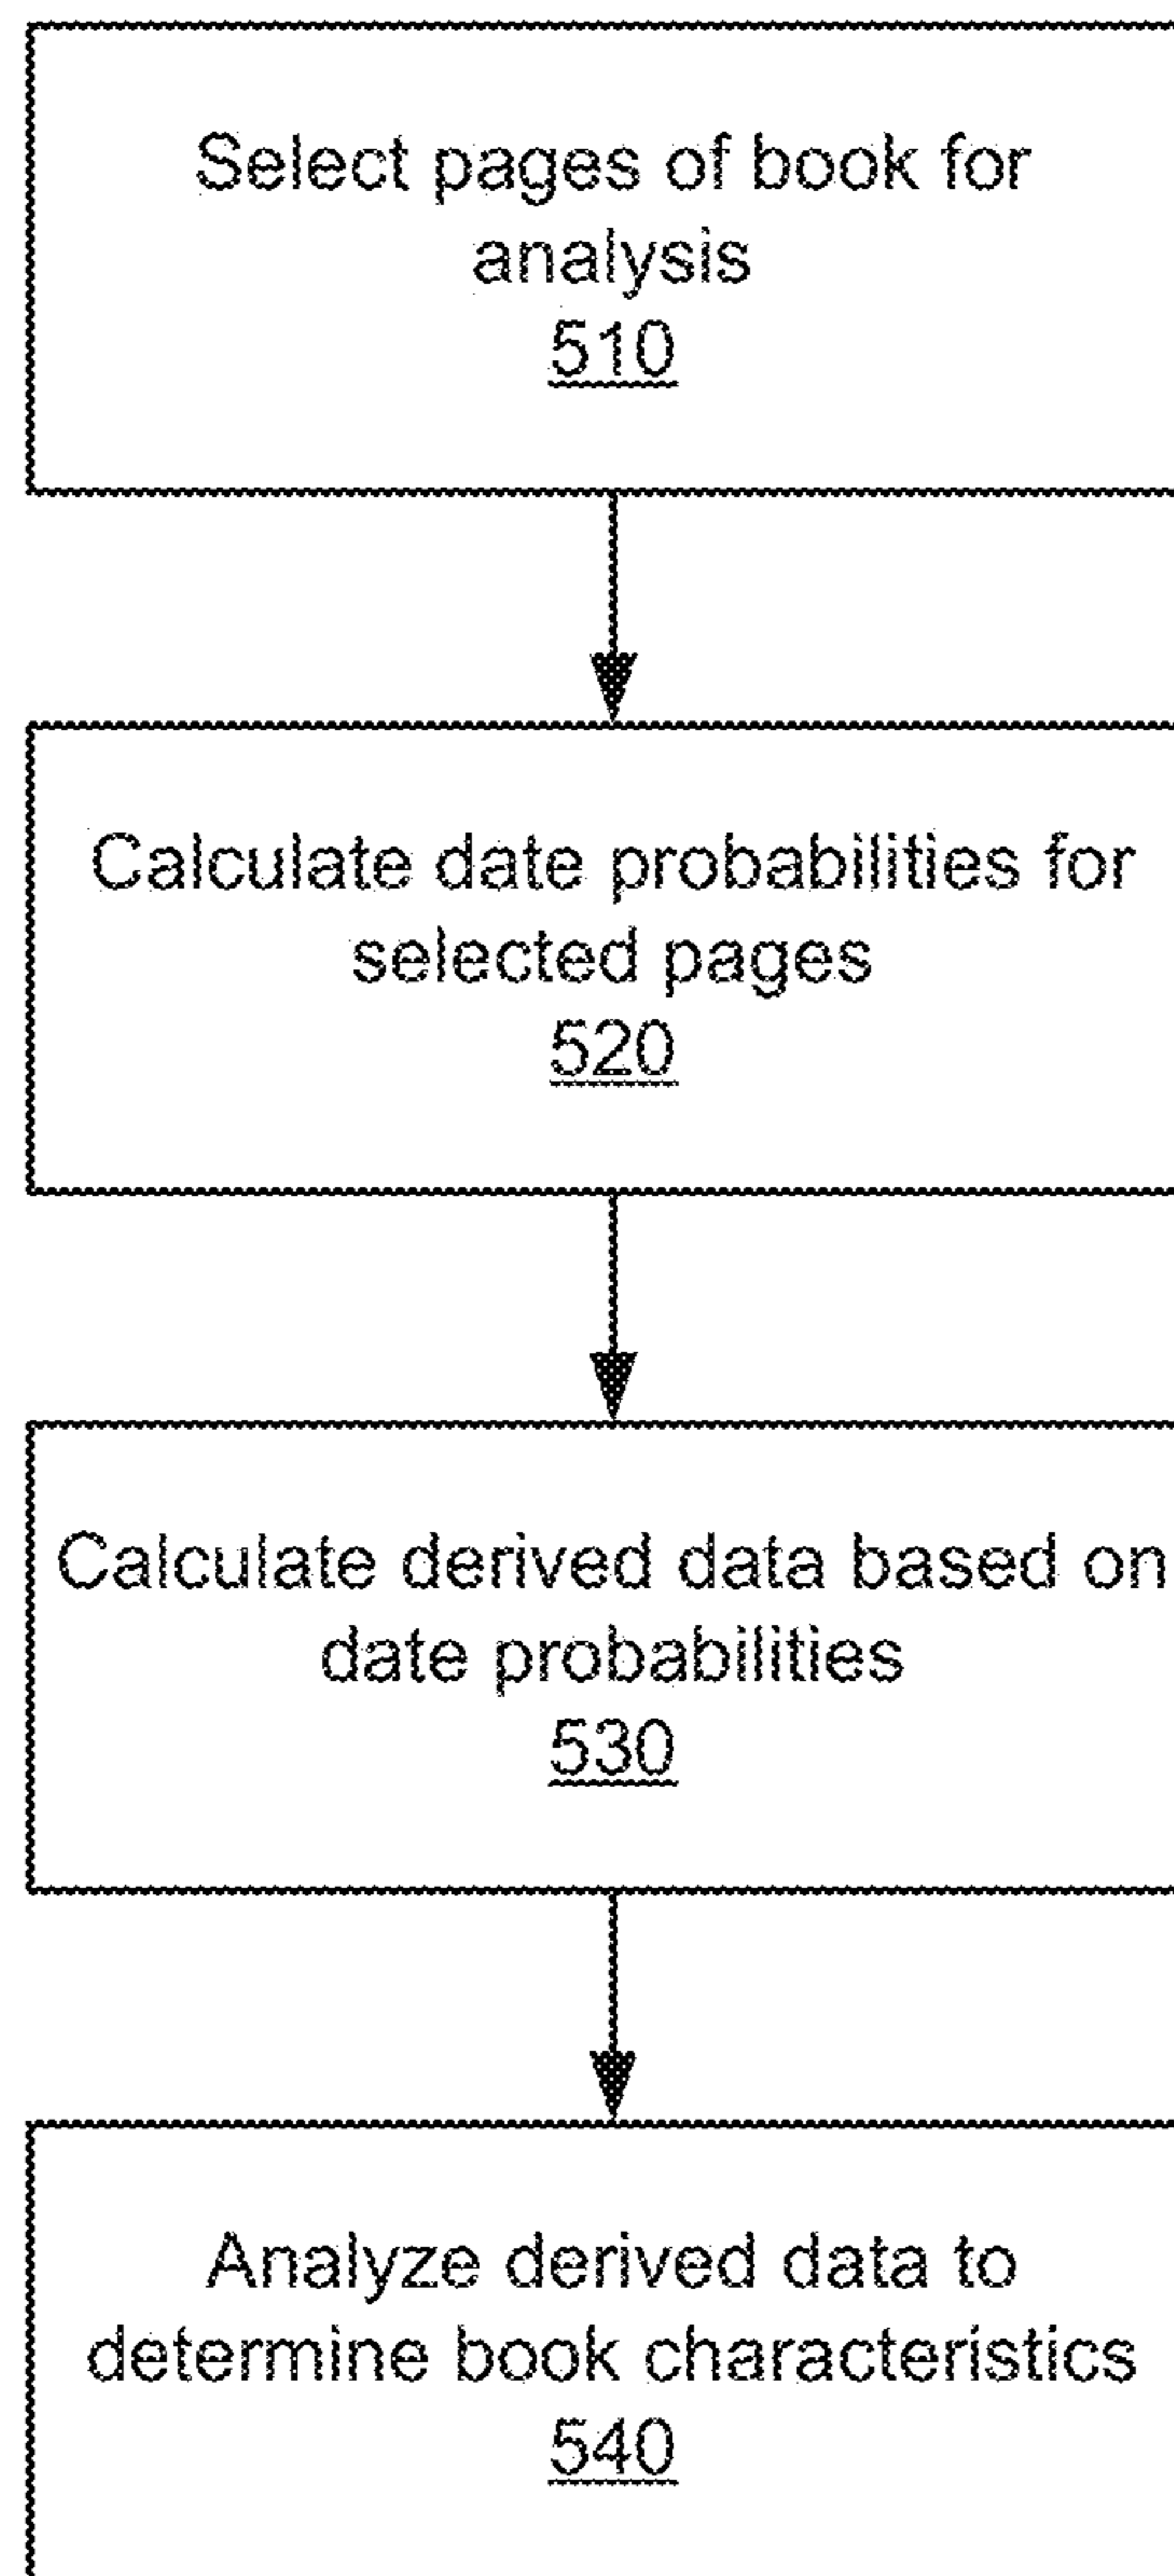 Select pages of book for
analysis
510
Calculate date probabilities for
selected pages
520
Calculate derived data based on
date probabilities
530
Analyze derived data to
determine book characteristics
540